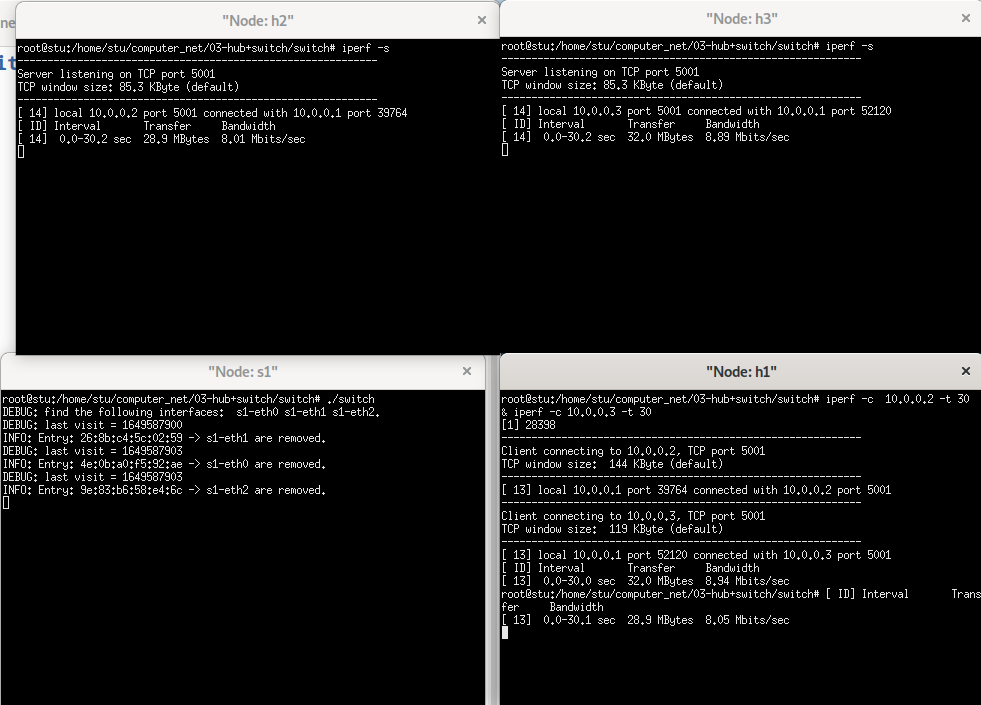 ne
it
"Node: h2"
root@stu:/home/stu/computer_net/03-hub+switch/switch# iperf -s
------------------------------------------------------------
Server listening on TCP port 5001
TCP window size: 85.3 KByte (default)
------------------------------------------------------------
[ 14] local 10.0.0.2 port 5001 connected with 10.0.0.1 port 39764
[ ID] Interval       Transfer     Bandwidth
[ 14]  0.0-30.2 sec  28.9 MBytes  8.01 Mbits/sec
"Node: h3"
root@stu:/home/stu/computer_net/03-hub+switch/switch# iperf -s
------------------------------------------------------------
Server listening on TCP port 5001
TCP window size: 85.3 KByte (default)
------------------------------------------------------------
[ 14] local 10.0.0.3 port 5001 connected with 10.0.0.1 port 52120
[ ID] Interval       Transfer     Bandwidth
[ 14]  0.0-30.2 sec  32.0 MBytes  8.89 Mbits/sec
"Node: s1"
root@stu:/home/stu/computer_net/03-hub+switch/switch# ./switch
DEBUG: find the following interfaces:  s1-eth0 s1-eth1 s1-eth2.
DEBUG: last visit = 1649587900
INFO: Entry: 26:8b:c4:5c:02:59 -> s1-eth1 are removed.
DEBUG: last visit = 1649587903
INFO: Entry: 4e:0b:a0:f5:92:ae -> s1-eth0 are removed.
DEBUG: last visit = 1649587903
INFO: Entry: 9e:83:b6:58:e4:6c -> s1-eth2 are removed.
"Node: h1"
root@stu:/home/stu/computer_net/03-hub+switch/switch# iperf -c  10.0.0.2 -t 30
& iperf -c 10.0.0.3 -t 30
[1] 28398
------------------------------------------------------------
Client connecting to 10.0.0.2, TCP port 5001
TCP window size:  144 KByte (default)
------------------------------------------------------------
[ 13] local 10.0.0.1 port 39764 connected with 10.0.0.2 port 5001
------------------------------------------------------------
Client connecting to 10.0.0.3, TCP port 5001
TCP window size:  119 KByte (default)
------------------------------------------------------------
[ 13] local 10.0.0.1 port 52120 connected with 10.0.0.3 port 5001
[ ID] Interval       Transfer     Bandwidth
[ 13]  0.0-30.0 sec  32.0 MBytes  8.94 Mbits/sec
root@stu:/home/stu/computer_net/03-hub+switch/switch# [ ID] Interval       Trans
fer     Bandwidth
[ 13]  0.0-30.1 sec  28.9 MBytes  8.05 Mbits/sec